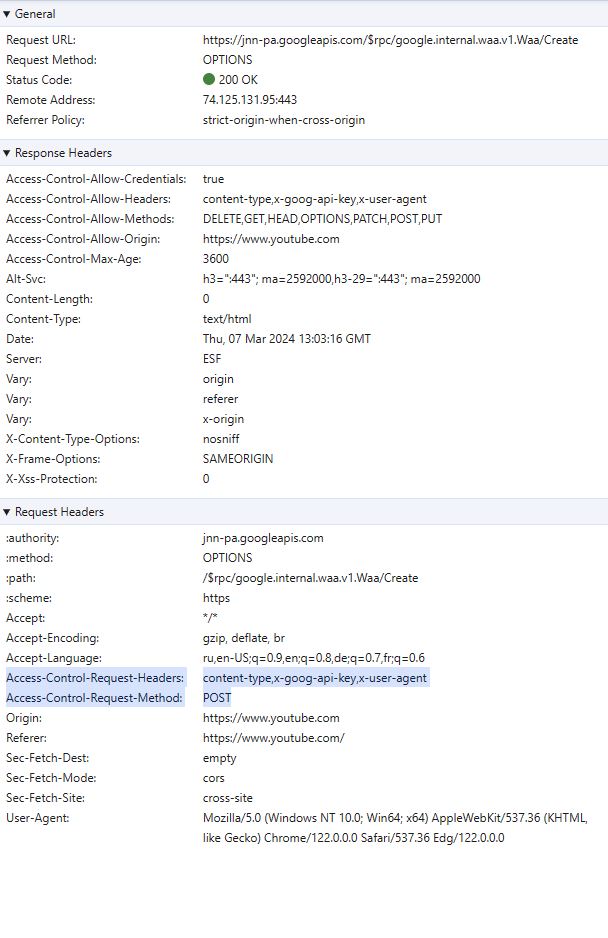 General
Request URL: https://jnn-pa.googleapis.com/$rpc/google.internal.waa.v1.Waa/Create
Request Method: OPTIONS
Status Code: 200 OK
Remote Address: 74.125.131.95:443
Referrer Policy: strict-origin-when-cross-origin
Response Headers
Access-Control-Allow-Credentials: true
Access-Control-Allow-Headers: content-type,x-goog-api-key,x-user-agent
Access-Control-Allow-Methods: DELETE,GET,HEAD,OPTIONS,PATCH,POST,PUT
Access-Control-Allow-Origin: https://www.youtube.com
Access-Control-Max-Age: 3600
Alt-Svc: h3=":443"; ma=2592000,h3-29=":443"; ma=2592000
Content-Length: 0
Content-Type: text/html
Date: Thu, 07 Mar 2024 13:03:16 GMT
Server: ESF
Vary: origin
Vary: referer
Vary: x-origin
X-Content-Type-Options: nosniff
X-Frame-Options: SAMEORIGIN
X-Xss-Protection: 0
Request Headers
:authority: jnn-pa.googleapis.com
:method: OPTIONS
:path: /$rpc/google.internal.waa.v1.Waa/Create
:scheme: https
Accept: */*
Accept-Encoding: gzip, deflate, br
Accept-Language: ru,en-US;q=0.9,en;q=0.8,de;q=0.7,fr;q=0.6
Access-Control-Request-Headers: content-type,x-goog-api-key,x-user-agent
Access-Control-Request-Method: POST
Origin: https://www.youtube.com
Referer: https://www.youtube.com/
Sec-Fetch-Dest: empty
Sec-Fetch-Mode: cors
Sec-Fetch-Site: cross-site
User-Agent: Mozilla/5.0 (Windows NT 10.0; Win64; x64) AppleWebKit/537.36 (KHTML,
like Gecko) Chrome/122.0.0.0 Safari/537.36 Edg/122.0.0.0